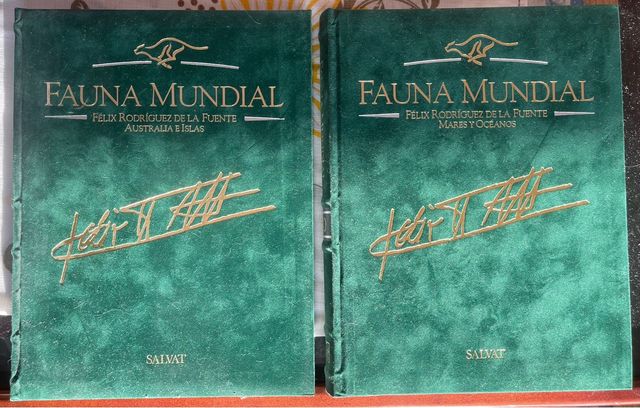 FAUNA MUNDIAL
FÉLIX RODRÍGUEZ DE LA FUENTE
AUSTRALIA E ISLAS
SALVAT
FAUNA MUNDIAL
FÉLIX RODRÍGUEZ DE LA FUENTE
MARES Y OCÉANOS
SALVAT